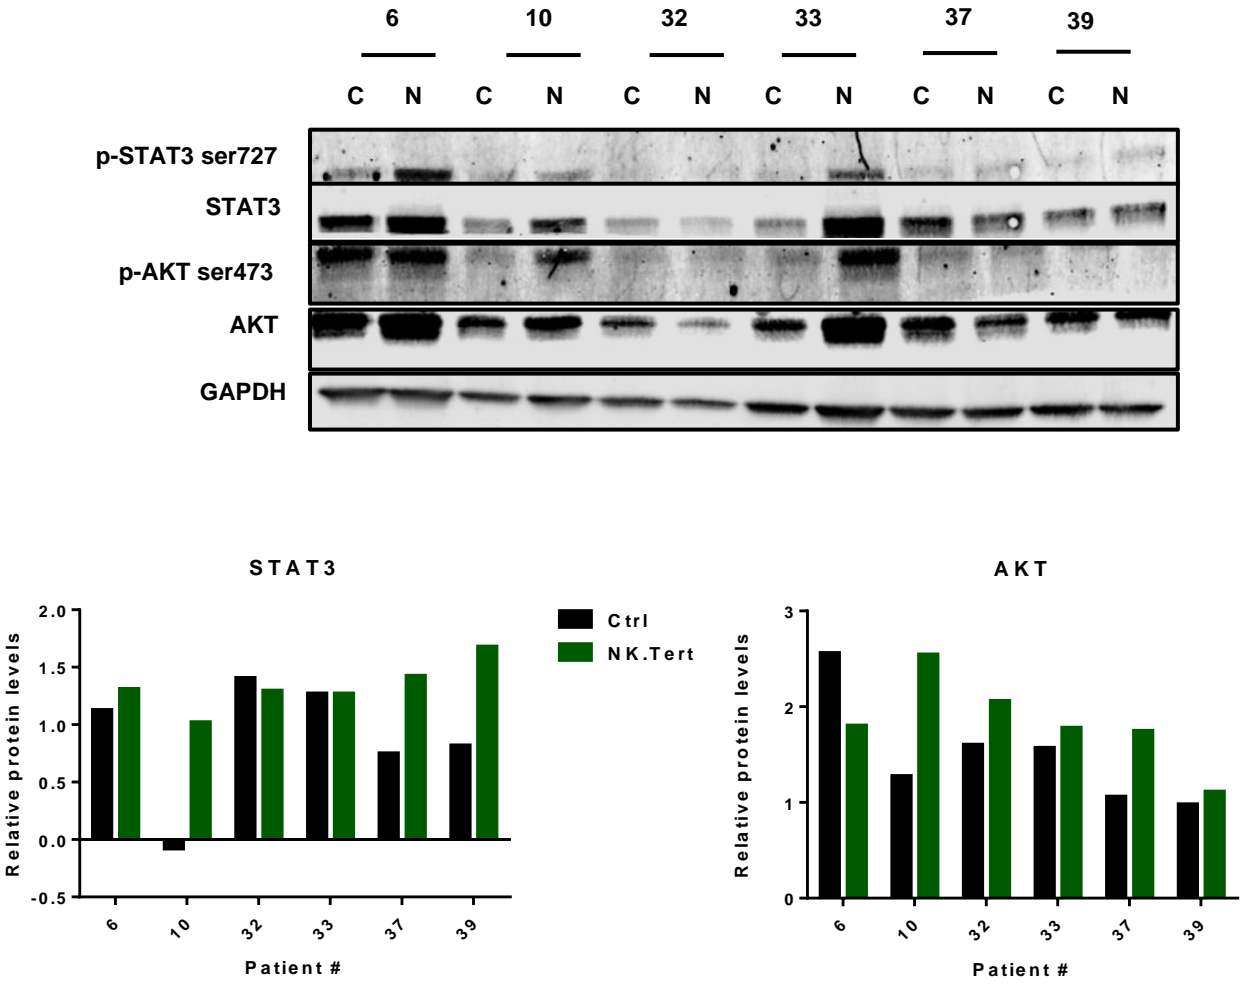 6 10 32 33 37 39
C N C N C N C N C N C N
p-STAT3 ser727
STAT3
p-AKT ser473
AKT
GAPDH
STAT3
Relative protein levels
2.0
1.5
1.0
0.5
0.0
-0.5
6 10 32 33 37 39
Patient #
Ctrl
NK.Tert
AKT
Relative protein levels
3
2
1
0
6 10 32 33 37 39
Patient #